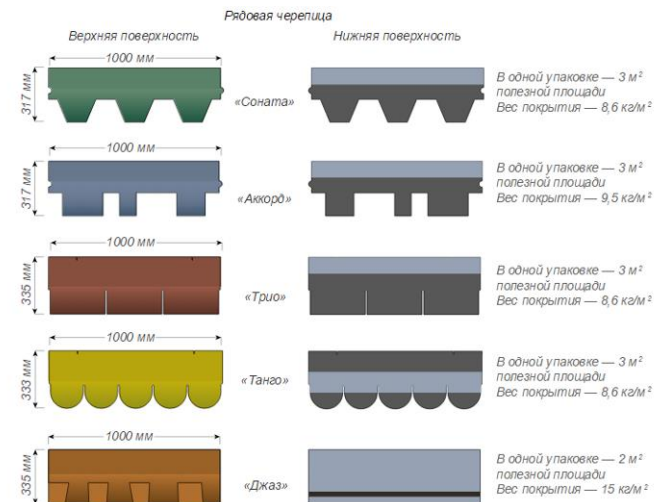 Рядовая черепица
Верхняя поверхность
Нижняя поверхность
1000 мм
317 мм
«Соната»
В одной упаковке — 3 м²
полезной площади
Вес покрытия — 8,6 кг/м²
1000 мм
317 мм
«Аккорд»
В одной упаковке — 3 м²
полезной площади
Вес покрытия — 9,5 кг/м²
1000 мм
335 мм
«Трио»
В одной упаковке — 3 м²
полезной площади
Вес покрытия — 8,6 кг/м²
1000 мм
333 мм
«Танго»
В одной упаковке — 3 м²
полезной площади
Вес покрытия — 8,6 кг/м²
1000 мм
335 мм
«Джаз»
В одной упаковке — 2 м²
полезной площади
Вес покрытия — 15 кг/м²